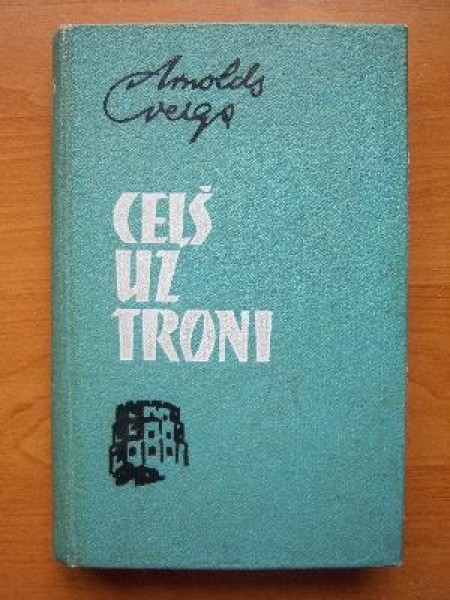 Arnolds
Cveigs
CEĻŠ
UZ
TRONI